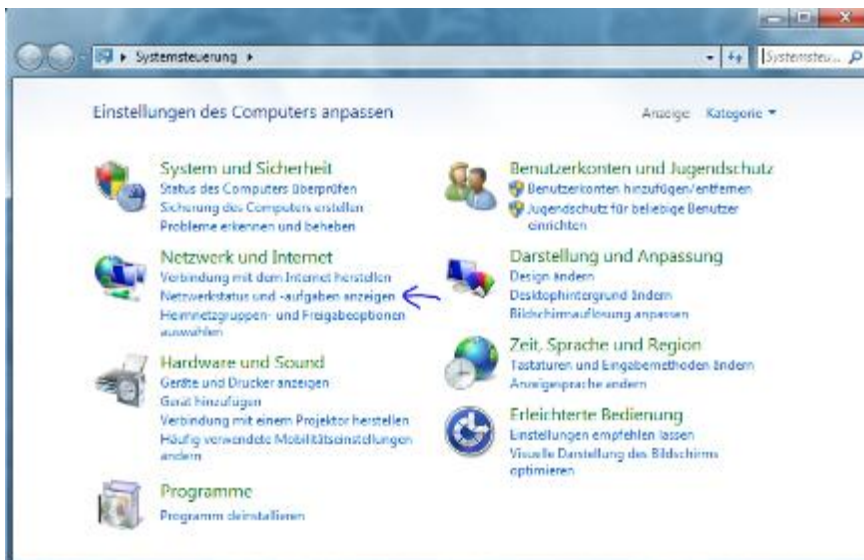 Systemsteuerung
Systemsteu...
Einstellungen des Computers anpassen
Anzeige: Kategorie
System und Sicherheit
Status des Computers überprüfen
Sicherung des Computers erstellen
Probleme erkennen und beheben
Netzwerk und Internet
Verbindung mit dem Internet herstellen
Netzwerkstatus und -aufgaben anzeigen
Heimnetzgruppen- und Freigabeoptionen
auswählen
Hardware und Sound
Geräte und Drucker anzeigen
Gerät hinzufügen
Verbindung mit einem Projektor herstellen
Häufig verwendete Mobilitätseinstellungen
ändern
Programme
Programm deinstallieren
Benutzerkonten und Jugendschutz
Benutzerkonten hinzufügen/entfernen
Jugendschutz für beliebige Benutzer
einrichten
Darstellung und Anpassung
Design ändern
Desktophintergrund ändern
Bildschirmauflösung anpassen
Zeit, Sprache und Region
Tastaturen und Eingabemethoden ändern
Anzeigesprache ändern
Erleichterte Bedienung
Einstellungen empfehlen lassen
Visuelle Darstellung des Bildschirms
optimieren